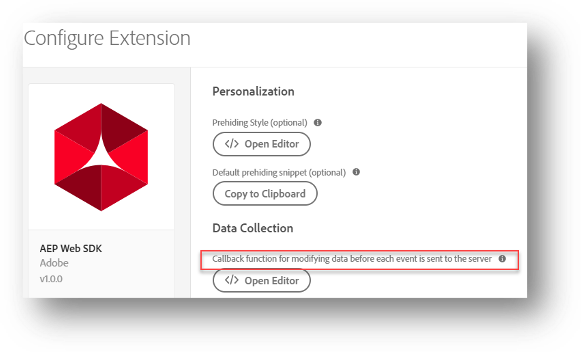 Configure Extension
Personalization
Prehiding Style (optional)
</> Open Editor
Default prehiding snippet (optional)
Copy to Clipboard
Data Collection
AEP Web SDK
Adobe
v1.0.0
Callback function for modifying data before each event is sent to the server
</> Open Editor